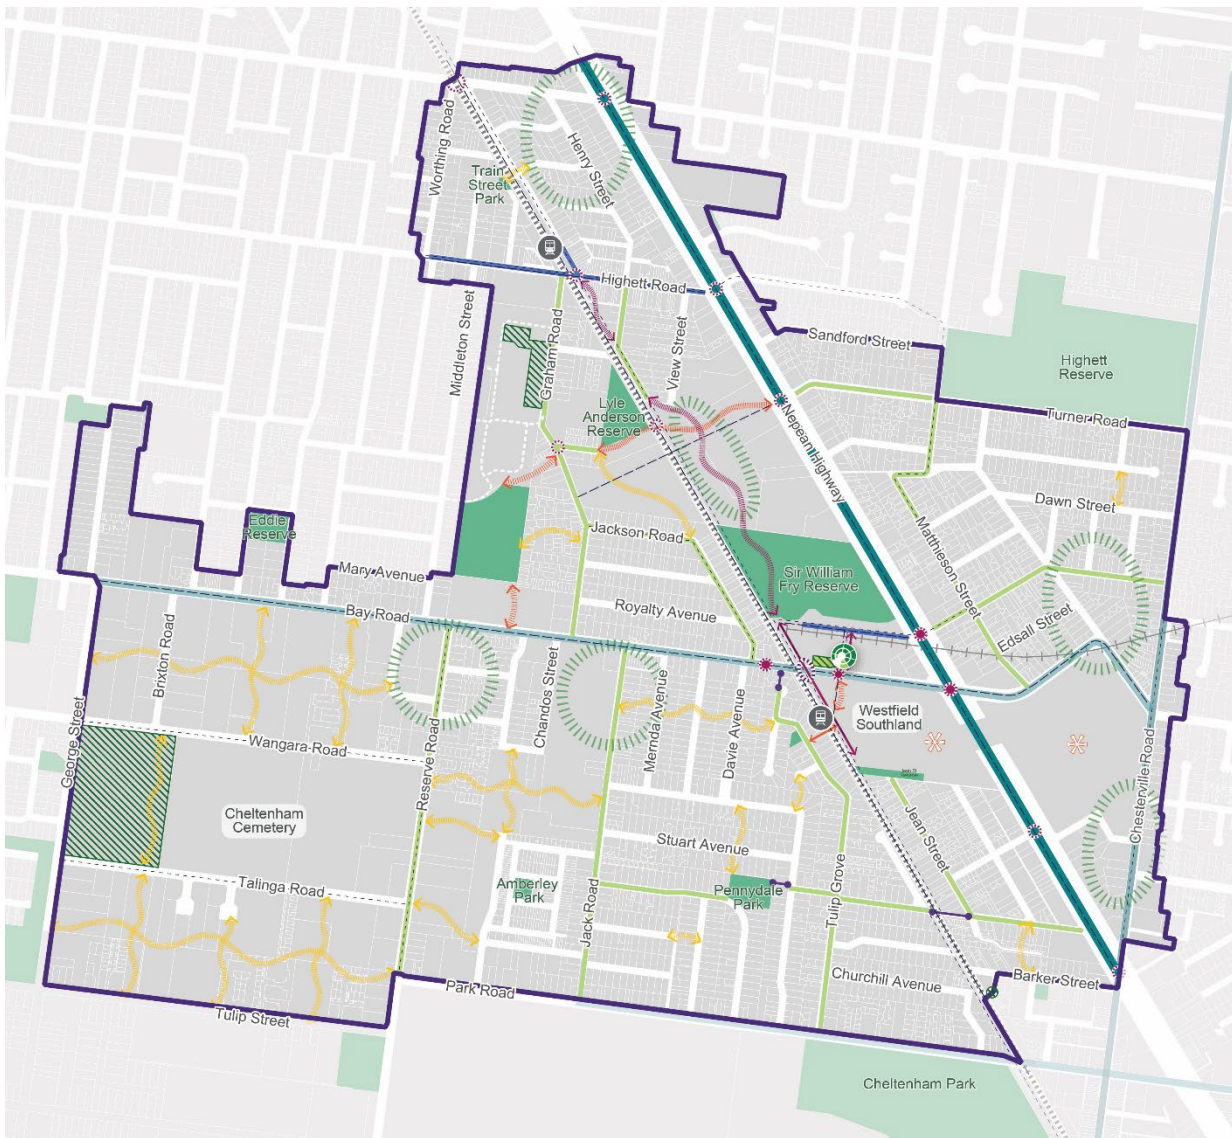 Worthing Road
Henry Street
Train
Street
Park
Highett Road
Middleton Street
Graham Road
View Street
Sandford Street
Highett
Reserve
Lyle
Anderson
Reserve
Nepean Highway
Turner Road
Dawn Street
Eddie
Reserve
Jackson Road
Matthieson Street
Mary Avenue
Sir William
Fry Reserve
Bay Road
Royalty Avenue
Edsall Street
Brixton Road
Chandos Street
George Street
Wangara Road
Reserve Road
Mernda Avenue
Davie Avenue
Westfield
Southland
Chesterville Road
Cheltenham
Cemetery
Stuart Avenue
Jean Street
Talinga Road
Amberley
Park
Jack Road
Pennydale
Park
Tulip Grove
Churchill Avenue
Barker Street
Park Road
Tulip Street
Cheltenham Park